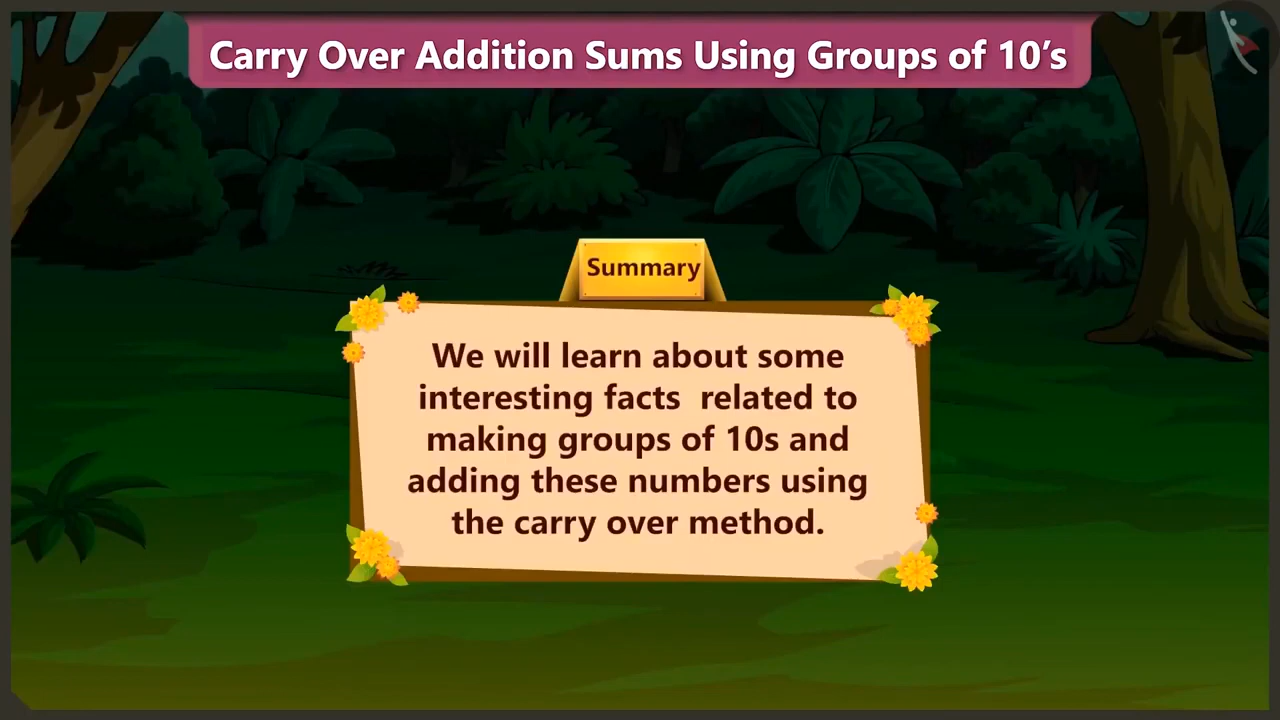 Carry Over Addition Sums Using Groups of 10’s
Summary
We will learn about some
interesting facts  related to
making groups of 10s and
adding these numbers using
the carry over method.